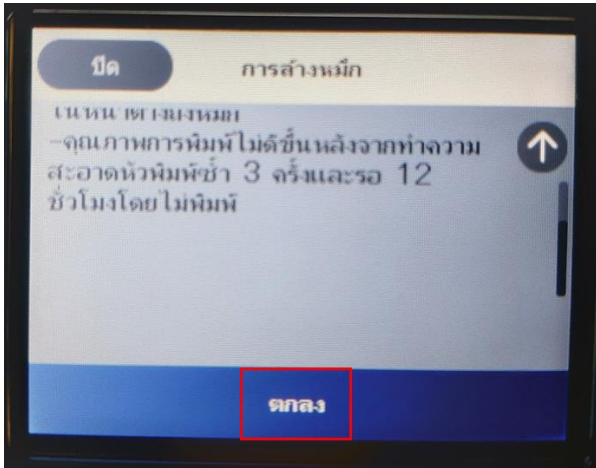 ปิด
การล้างหมึก
-คุณภาพการพิมพ์ไม่ดีขึ้นหลังจากทำความ
สะอาดหัวพิมพ์ซ้ำ 3 ครั้งและรอ 12
ชั่วโมงโดยไม่พิมพ์
ตกลง